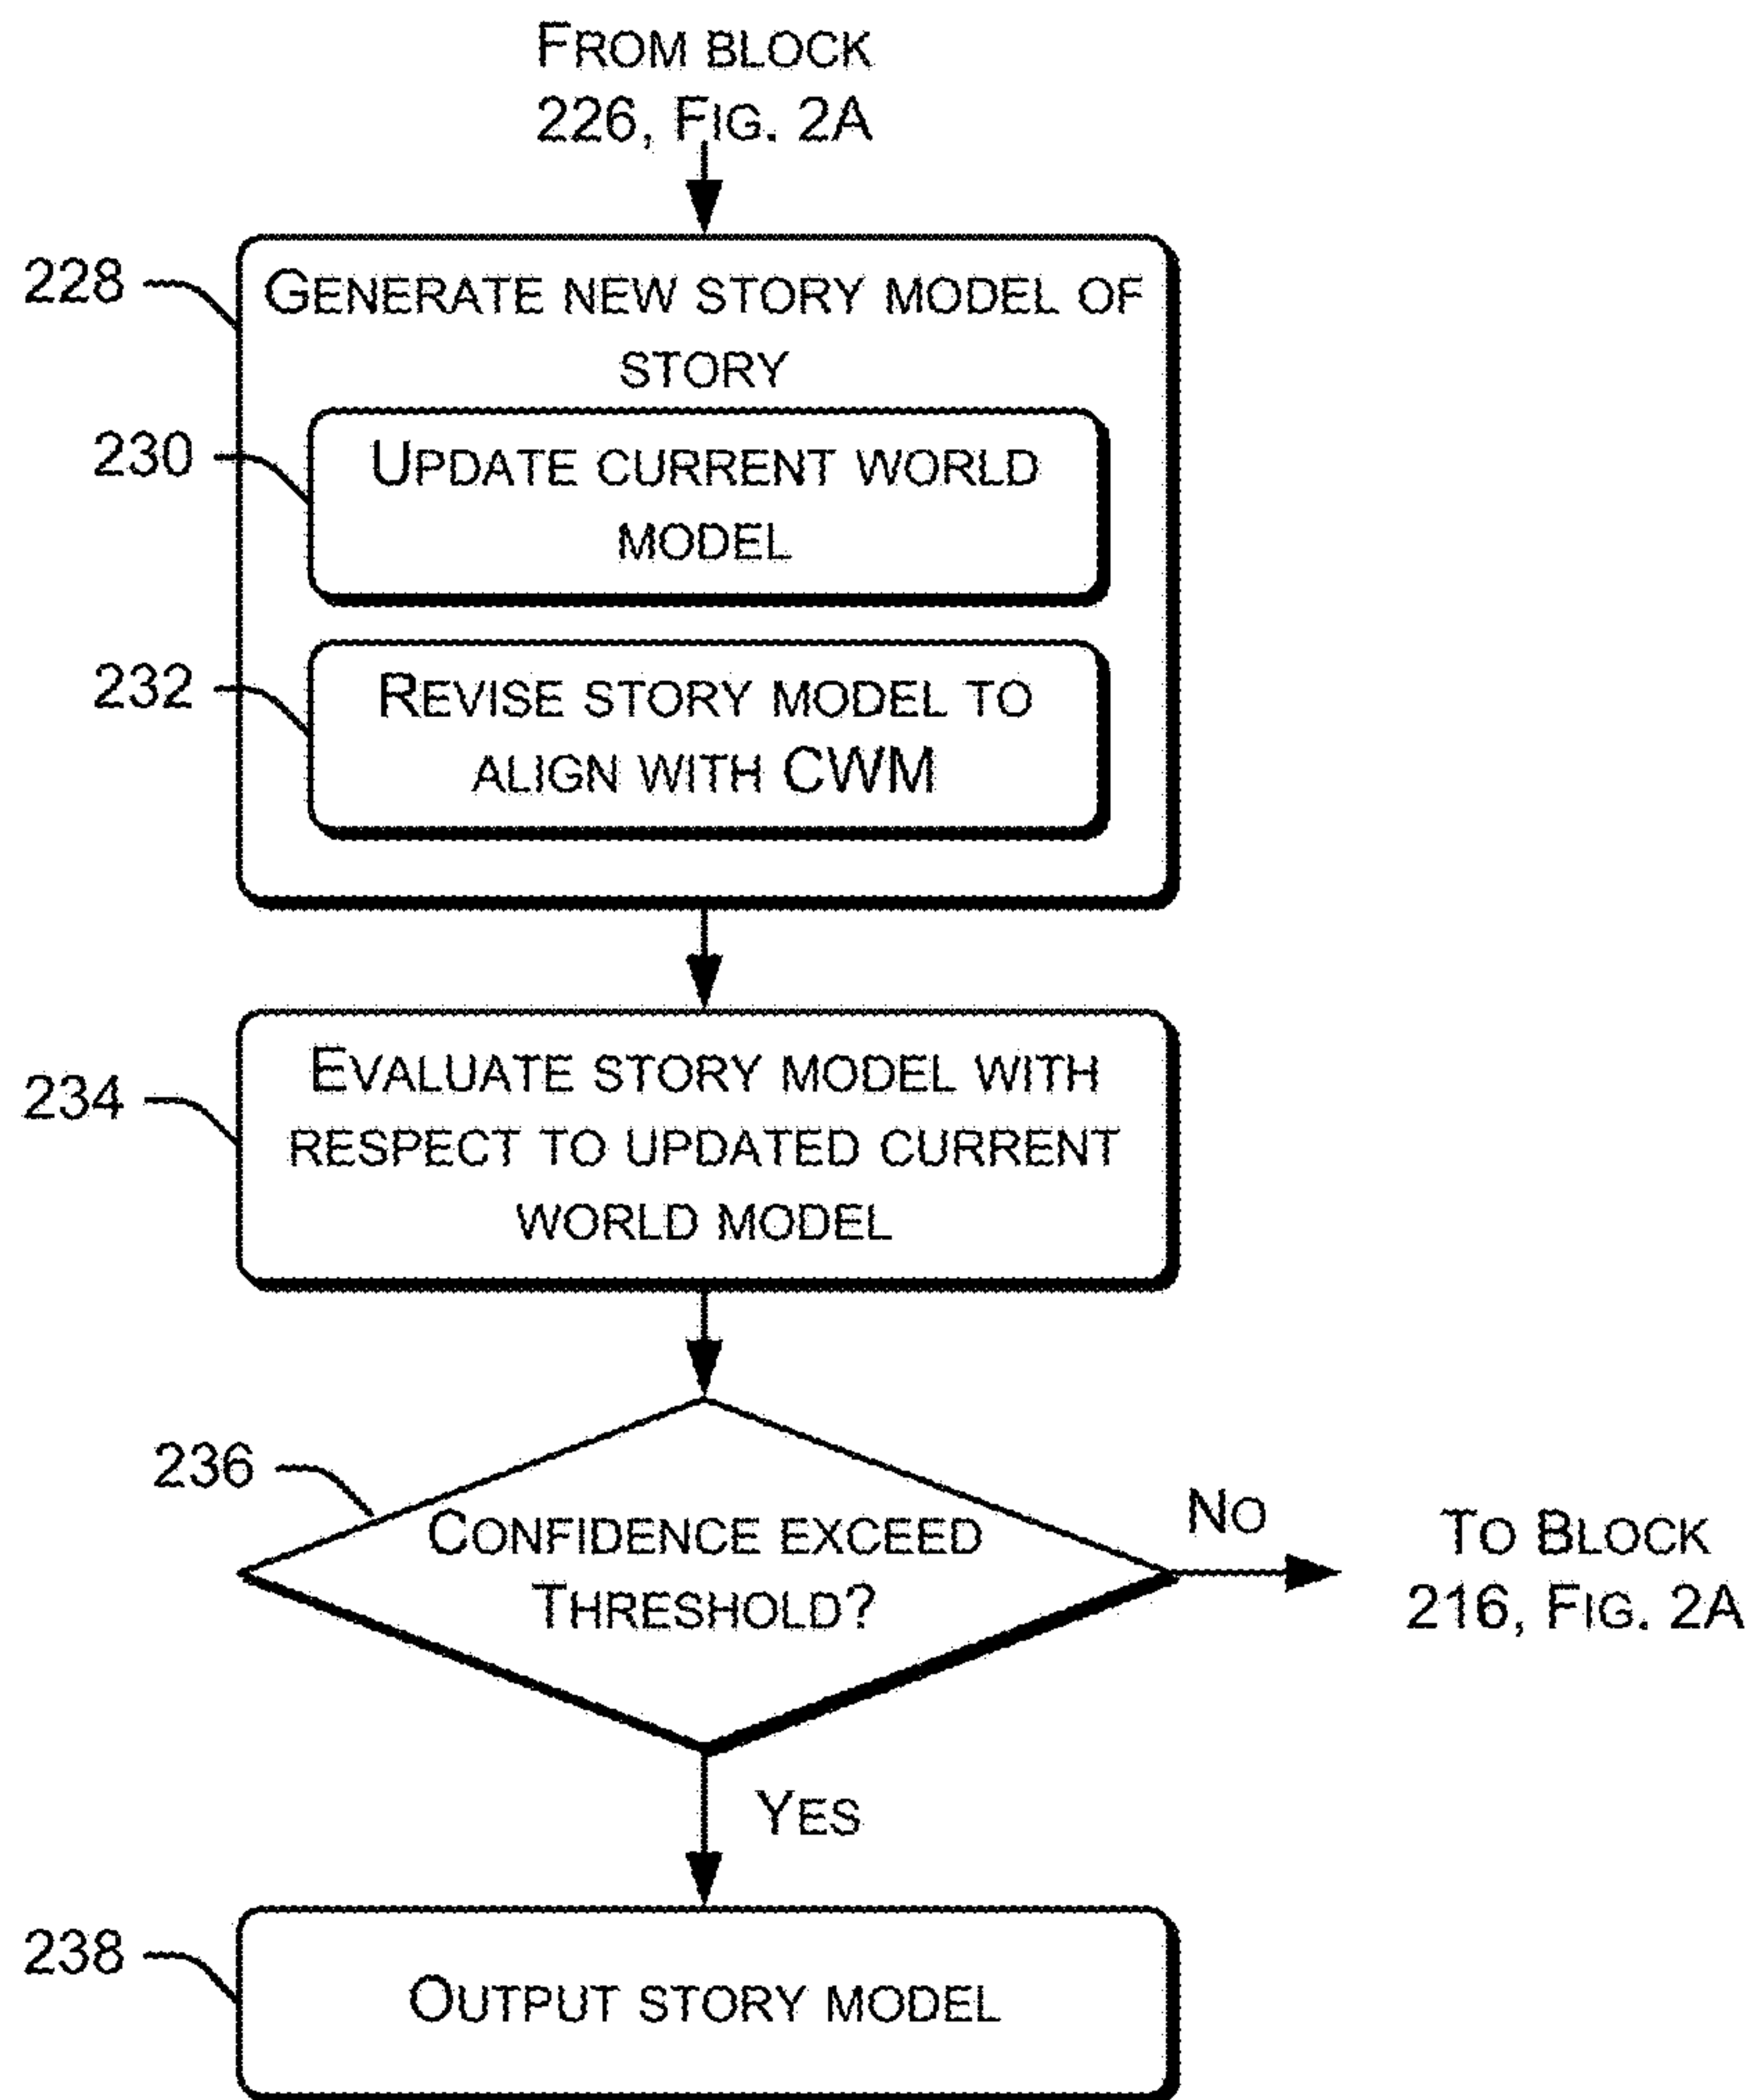 FROM BLOCK
226, FIG. 2A
228
GENERATE NEW STORY MODEL OF
STORY
230
UPDATE CURRENT WORLD
MODEL
232
REVISE STORY MODEL TO
ALIGN WITH CWM
234
EVALUATE STORY MODEL WITH
RESPECT TO UPDATED CURRENT
WORLD MODEL
236
CONFIDENCE EXCEED
THRESHOLD?
NO
TO BLOCK
216, FIG. 2A
YES
238
OUTPUT STORY MODEL